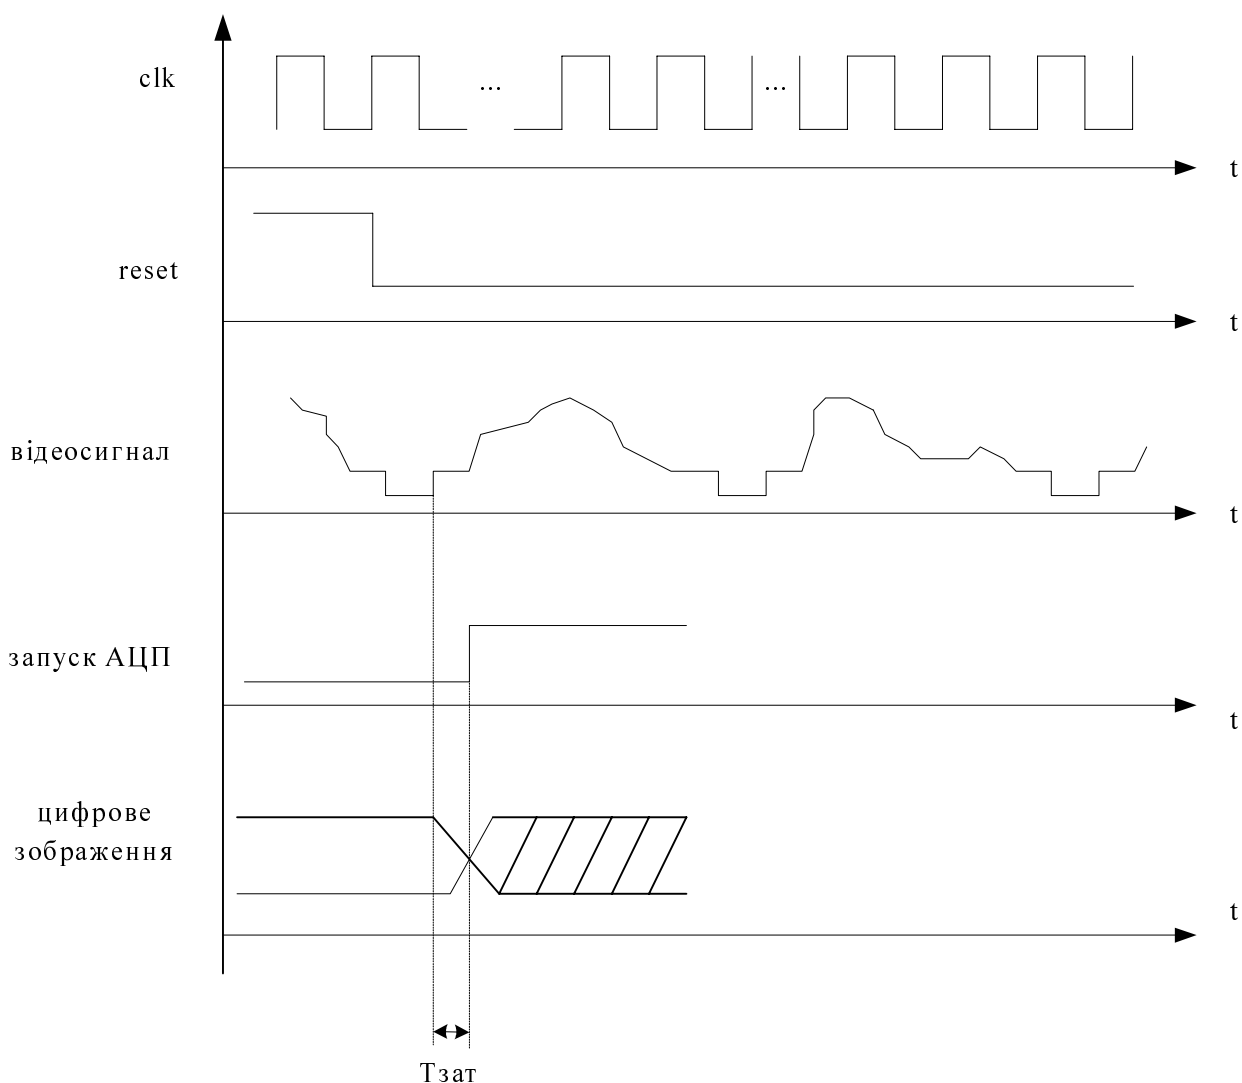 clk
...
...
t
reset
t
відеосигнал
t
запуск АЦП
t
цифрове
зображення
t
Тзат